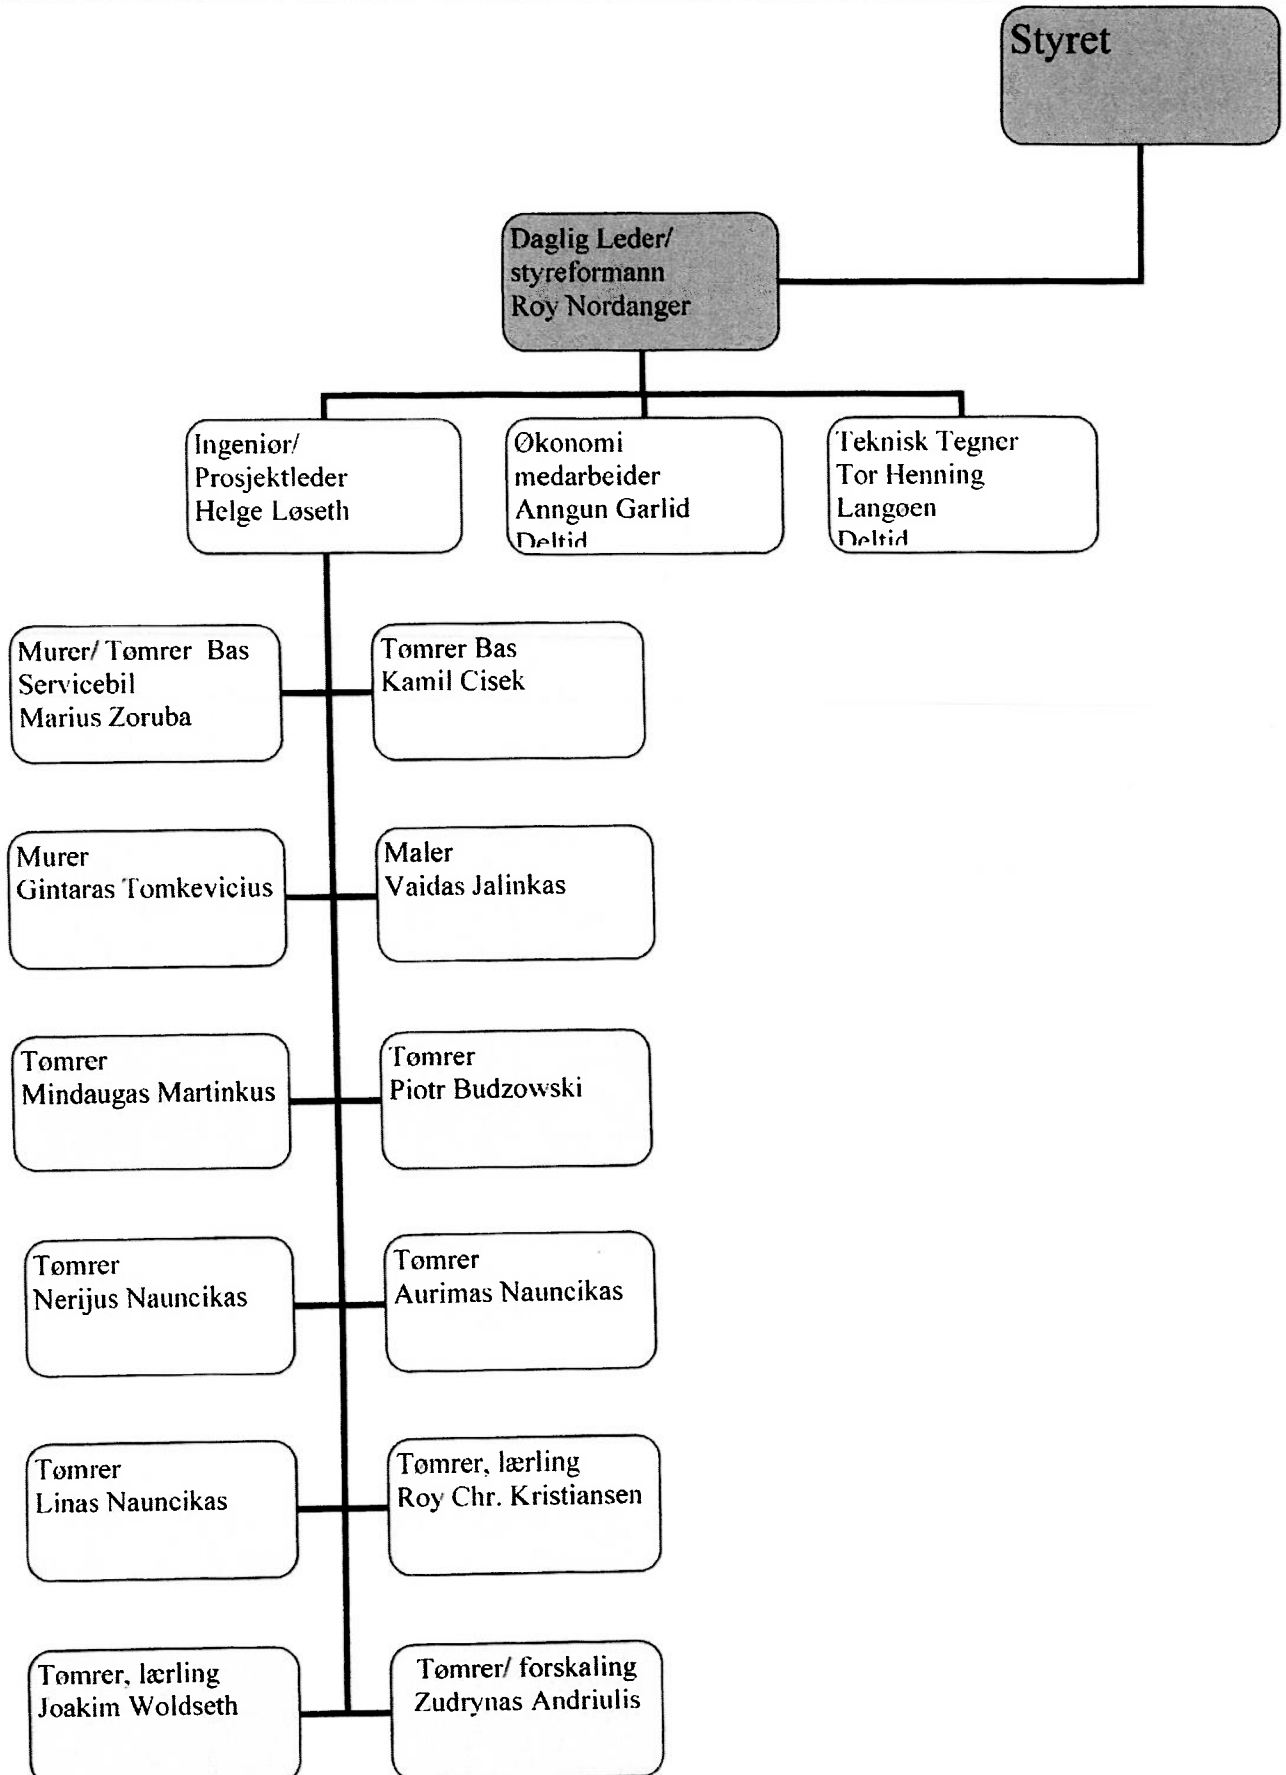 Styret
Daglig Leder/
styreformann
Roy Nordanger
Ingeniør/
Prosjektleder
Helge Løseth
Økonomi
medarbeider
Anngun Garlid
Deltid
Teknisk Tegner
Tor Henning
Langøen
Deltid
Murer/ Tømrer Bas
Servicebil
Marius Zoruba
Tømrer Bas
Kamil Cisek
Murer
Gintaras Tomkevicius
Maler
Vaidas Jalinkas
Tømrer
Mindaugas Martinkus
Tømrer
Piotr Budzowski
Tømrer
Nerijus Nauncikas
Tømrer
Aurimas Nauncikas
Tømrer
Linas Nauncikas
Tømrer, lærling
Roy Chr. Kristiansen
Tømrer, lærling
Joakim Woldseth
Tømrer/ forskaling
Zudrynas Andriulis